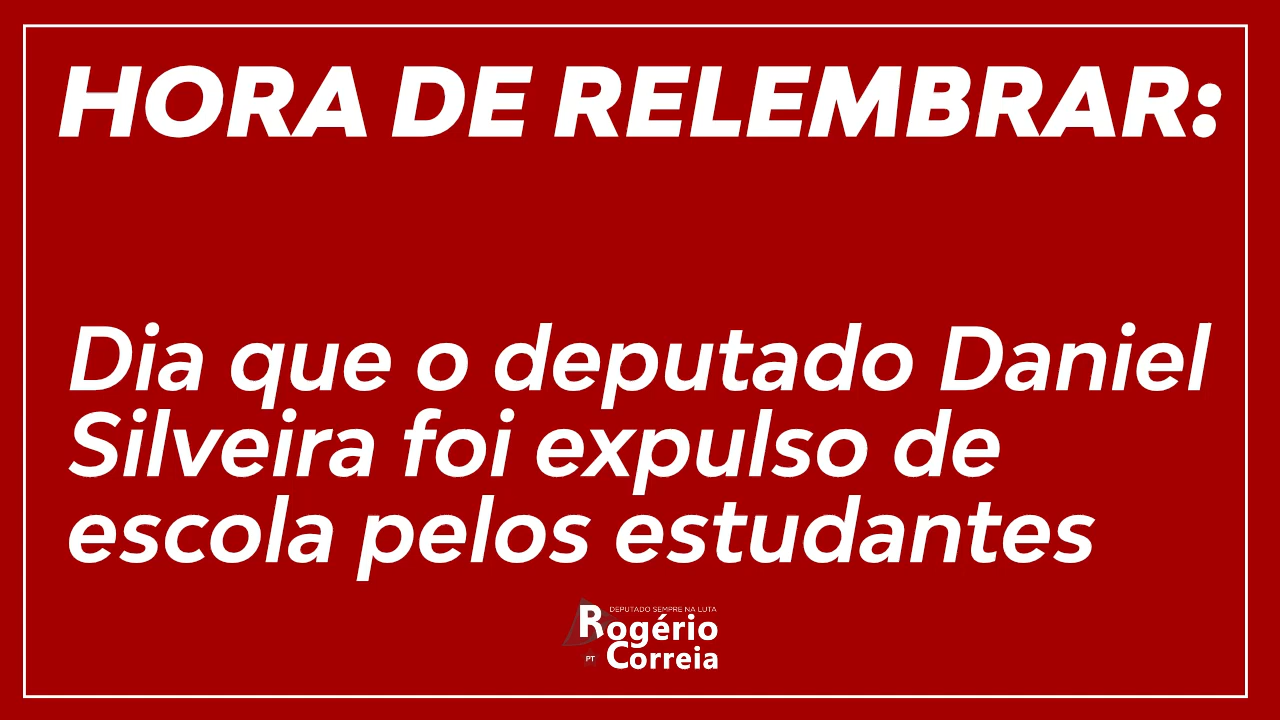 HORA DE RELEMBRAR:
Dia que o deputado Daniel
Silveira foi expulso de
escola pelos estudantes
DEPUTADO SEMPRE NA LUTA
Rogério
PT Correia